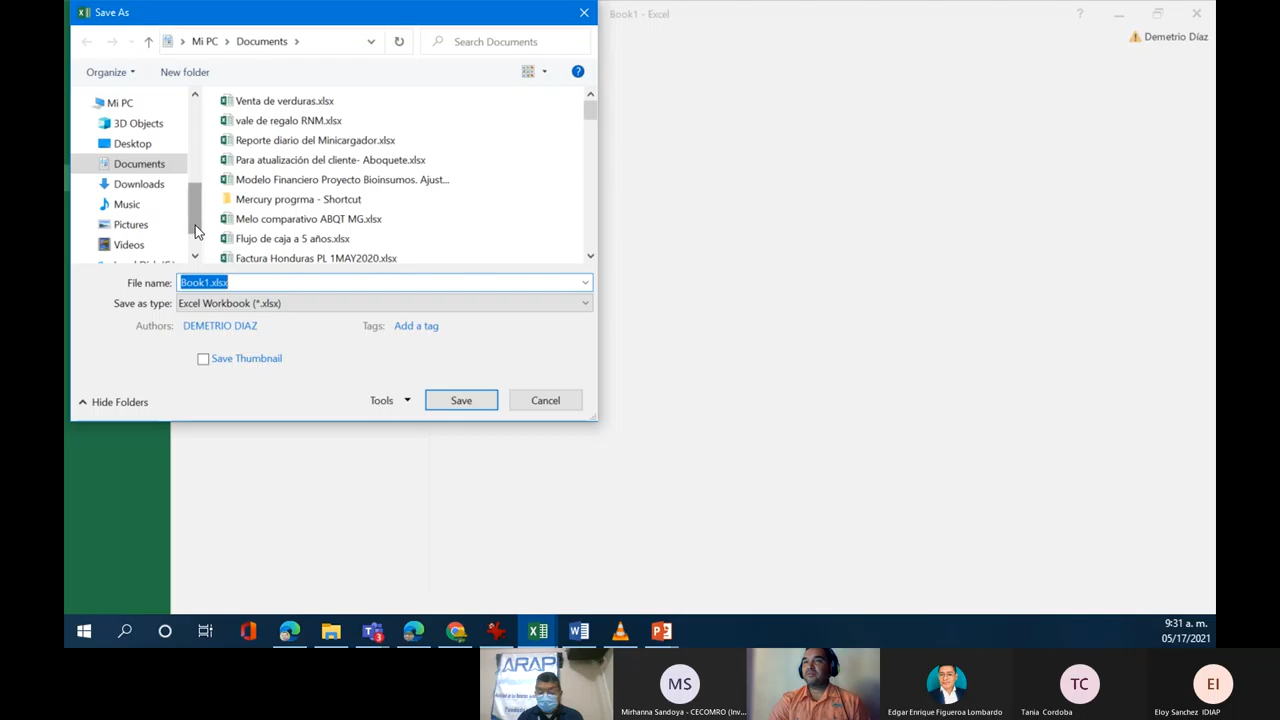 Save As
Book1 - Excel
?
Demetrio Díaz
Mi PC
Documents
Search Documents
Organize
New folder
?
Mi PC
3D Objects
Desktop
Documents
Downloads
Music
Pictures
Videos
Venta de verduras.xlsx
vale de regalo RNM.xlsx
Reporte diario del Minicargador.xlsx
Para atualización del cliente- Aboquete.xlsx
Modelo Financiero Proyecto Bioinsumos. Ajust...
Mercury progrma - Shortcut
Melo comparativo ABQT MG.xlsx
Flujo de caja a 5 años.xlsx
Factura Honduras PL 1MAY2020.xlsx
File name: Book1.xlsx
Save as type: Excel Workbook (*.xlsx)
Authors: DEMETRIO DIAZ
Tags: Add a tag
Save Thumbnail
Hide Folders
Tools
Save
Cancel
9:31 a. m.
05/17/2021
ARAP
MS
Mirhanna Sandoya - CECOMRO (Inv...
Edgar Enrique Figueroa Lombardo
TC
Tania Cordoba
EI
Eloy Sanchez IDIAP